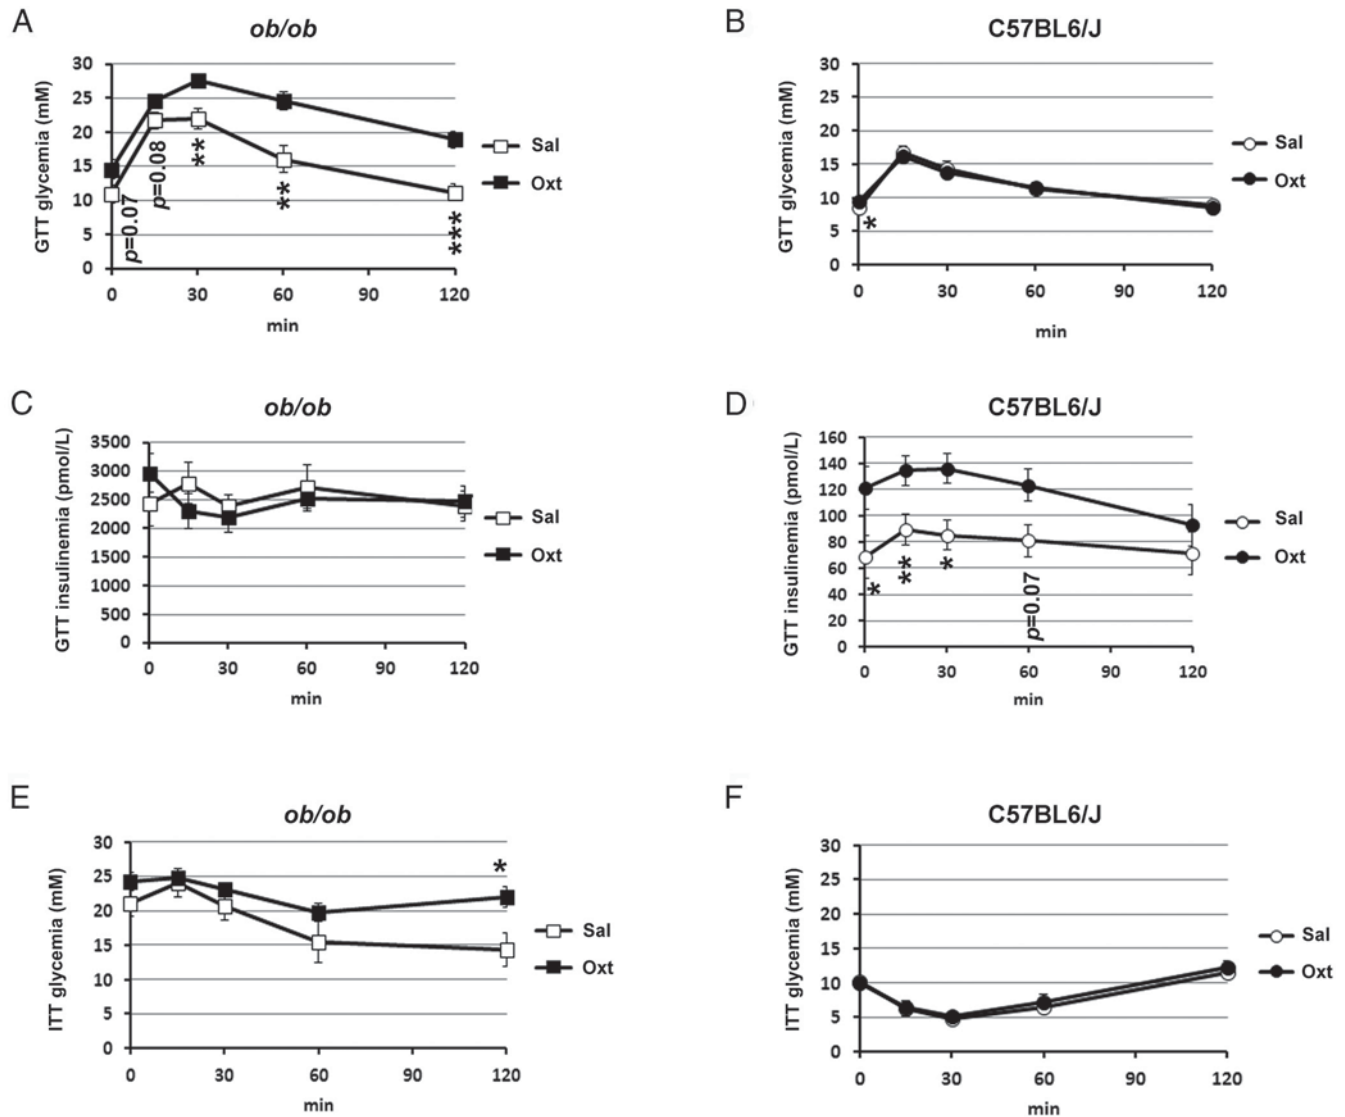 A
ob/ob
GTT glycemia (mM)
30
25
20
15
10
5
0
p=0.07
p=0.08
**
**
***
0 30 60 90 120
min
Sal
Oxt
B
C57BL6/J
GTT glycemia (mM)
30
25
20
15
10
5
0
*
0 30 60 90 120
min
Sal
Oxt
C
ob/ob
GTT insulinemia (pmol/L)
3500
3000
2500
2000
1500
1000
500
0
0 30 60 90 120
min
Sal
Oxt
D
C57BL6/J
GTT insulinemia (pmol/L)
160
140
120
100
80
60
40
20
0
*
**
*
p=0.07
0 30 60 90 120
min
Sal
Oxt
E
ob/ob
ITT glycemia (mM)
30
25
20
15
10
5
0
*
0 30 60 90 120
min
Sal
Oxt
F
C57BL6/J
ITT glycemia (mM)
30
25
20
15
10
5
0
0 30 60 90 120
min
Sal
Oxt